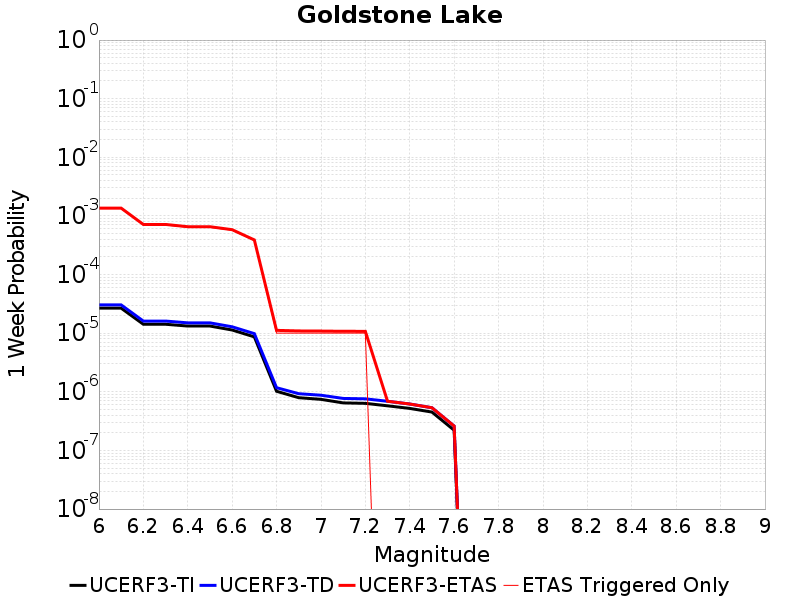 Goldstone Lake
10^0
10^-1
10^-2
10^-3
10^-4
10^-5
10^-6
10^-7
10^-8
1 Week Probability
6 6.2 6.4 6.6 6.8 7 7.2 7.4 7.6 7.8 8 8.2 8.4 8.6 8.8 9
Magnitude
UCERF3-TI UCERF3-TD UCERF3-ETAS ETAS Triggered Only